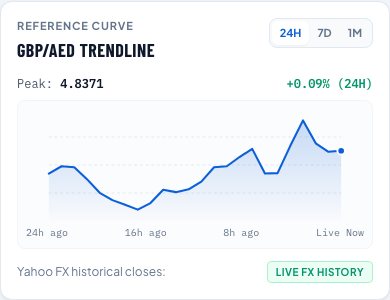 REFERENCE CURVE
GBP/AED TRENDLINE
24H 7D 1M
Peak: 4.8371
+0.09% (24H)
24h ago 16h ago 8h ago Live Now
Yahoo FX historical closes:
LIVE FX HISTORY